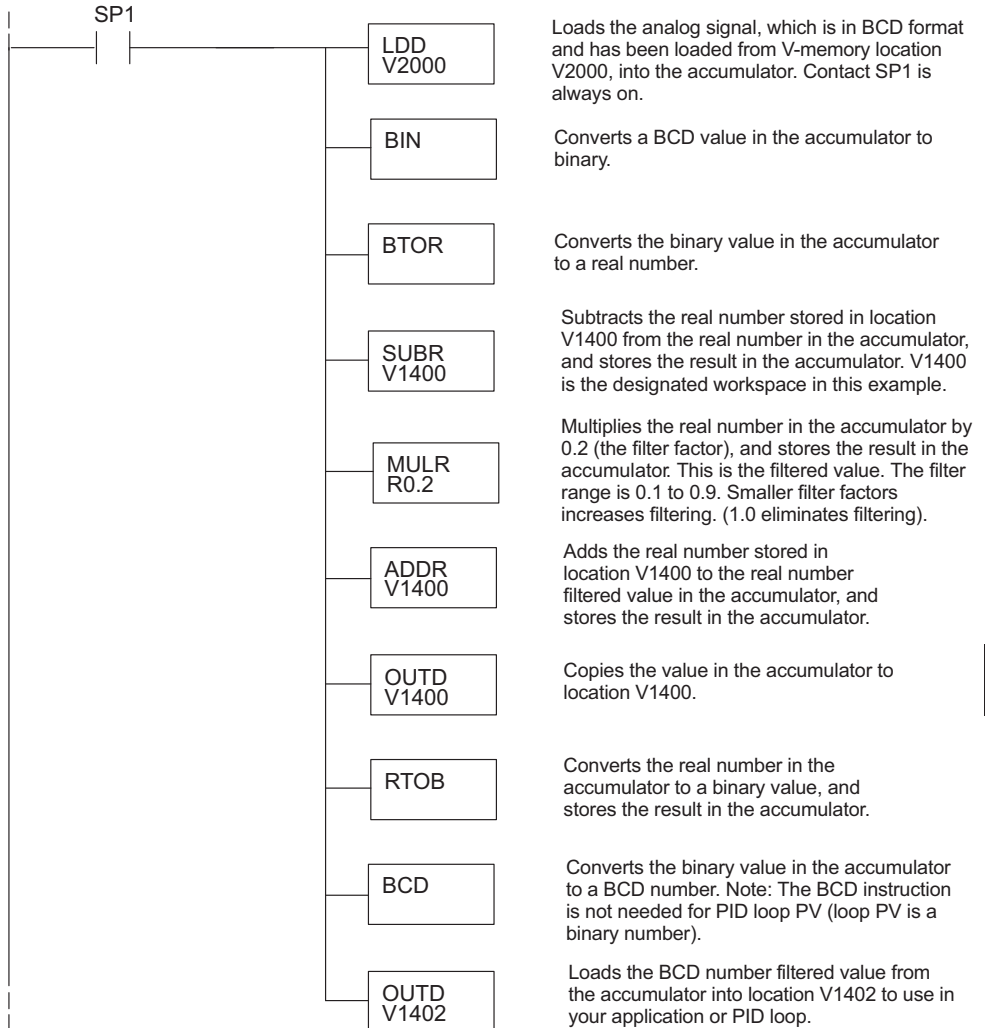 SP1
LDD
V2000
Loads the analog signal, which is in BCD format
and has been loaded from V-memory location
V2000, into the accumulator. Contact SP1 is
always on.
BIN
Converts a BCD value in the accumulator to
binary.
BTOR
Converts the binary value in the accumulator
to a real number.
SUBR
V1400
Subtracts the real number stored in location
V1400 from the real number in the accumulator,
and stores the result in the accumulator. V1400
is the designated workspace in this example.
MULR
R0.2
Multiplies the real number in the accumulator by
0.2 (the filter factor), and stores the result in the
accumulator. This is the filtered value. The filter
range is 0.1 to 0.9. Smaller filter factors
increases filtering. (1.0 eliminates filtering).
ADDR
V1400
Adds the real number stored in
location V1400 to the real number
filtered value in the accumulator, and
stores the result in the accumulator.
OUTD
V1400
Copies the value in the accumulator to
location V1400.
RTOB
Converts the real number in the
accumulator to a binary value, and
stores the result in the accumulator.
BCD
Converts the binary value in the accumulator
to a BCD number. Note: The BCD instruction
is not needed for PID loop PV (loop PV is a
binary number).
OUTD
V1402
Loads the BCD number filtered value from
the accumulator into location V1402 to use in
your application or PID loop.